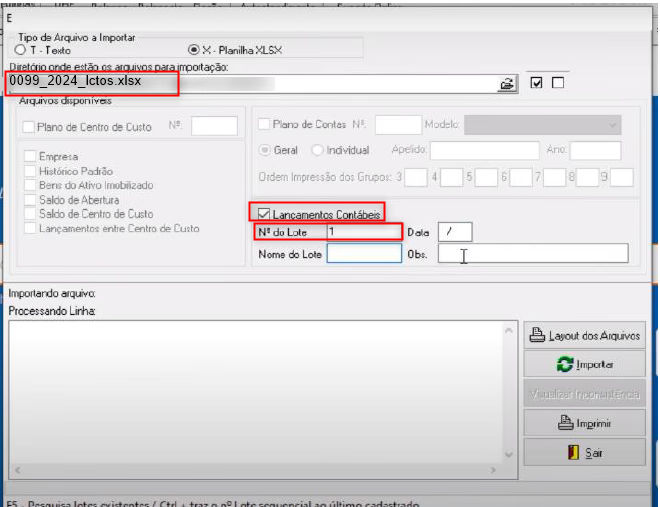 E
Tipo de Arquivo a Importar
T - Texto
X - Planilha XLSX
Diretório onde estão os arquivos para importação:
0099_2024_lctos.xlsx
Arquivos disponíveis
Plano de Centro de Custo Nº.
Plano de Contas Nº. Modelo:
Geral Individual Apelido: Ano:
Ordem Impressão dos Grupos: 3 4 5 6 7 8 9
Empresa
Histórico Padrão
Bens do Ativo Imobilizado
Saldo de Abertura
Saldo de Centro de Custo
Lançamentos entre Centro de Custo
Lançamentos Contábeis
Nº do Lote 1 Data /
Nome do Lote Obs.
Importando arquivo:
Processando Linha:
Layout dos Arquivos
Importar
Visualizar Inconsistência
Imprimir
Sair
F5 - Pesquisa lotes existentes / Ctrl + traz o nº Lote sequencial ao último cadastrado